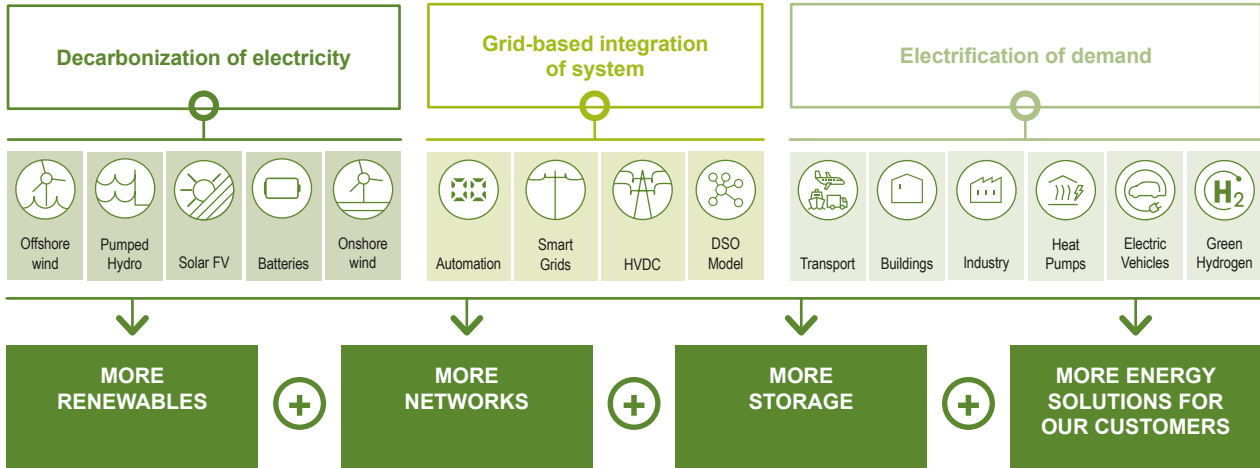 Decarbonization of electricity
Grid-based integration
of system
Electrification of demand
Offshore
wind
Pumped
Hydro
Solar FV
Batteries
Onshore
wind
Automation
Smart
Grids
HVDC
DSO
Model
Transport
Buildings
Industry
Heat
Pumps
Electric
Vehicles
H2
Green
Hydrogen
MORE
RENEWABLES
+
MORE
NETWORKS
+
MORE
STORAGE
+
MORE ENERGY
SOLUTIONS FOR
OUR CUSTOMERS